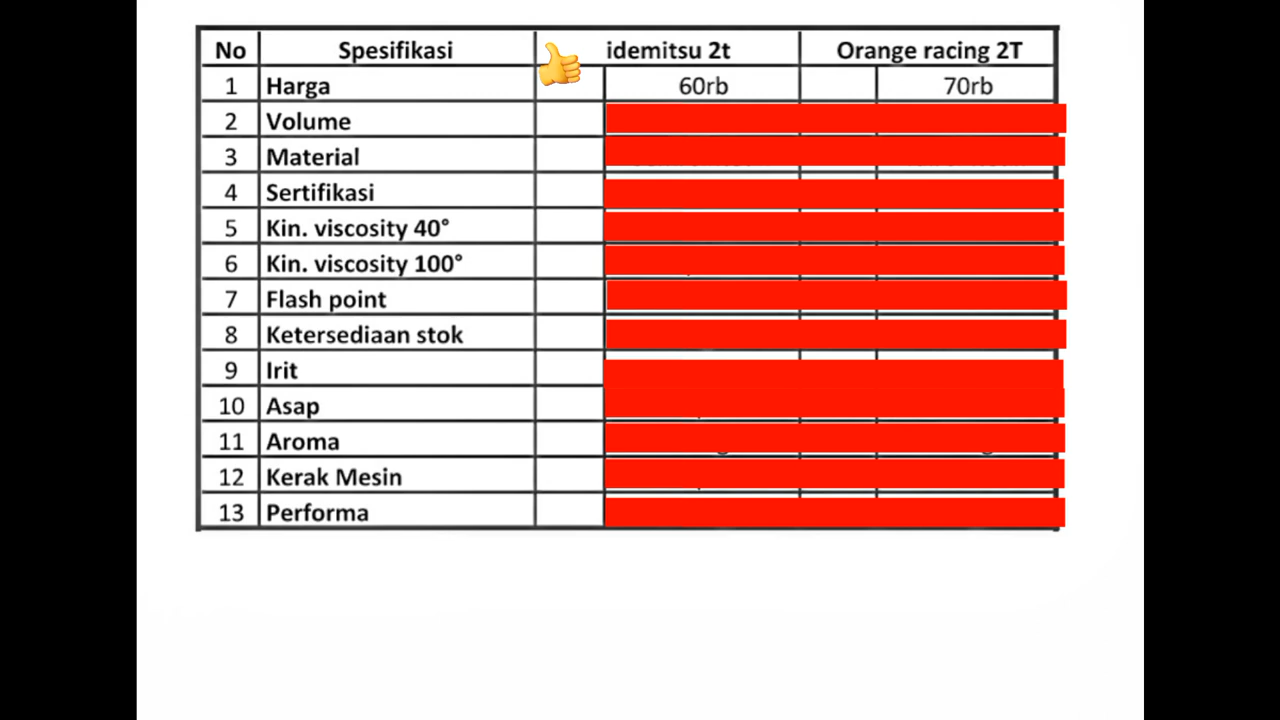 No Spesifikasi idemitsu 2t Orange racing 2T
1 Harga 60rb 70rb
2 Volume
3 Material
4 Sertifikasi
5 Kin. viscosity 40°
6 Kin. viscosity 100°
7 Flash point
8 Ketersediaan stok
9 Irit
10 Asap
11 Aroma
12 Kerak Mesin
13 Performa